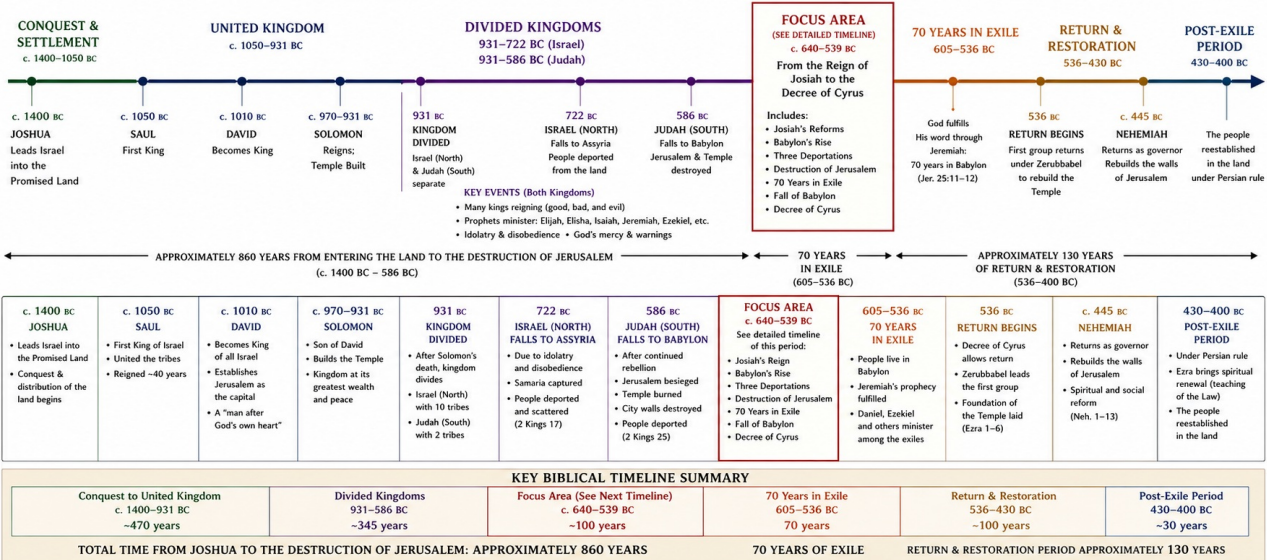 CONQUEST &
SETTLEMENT
c. 1400–1050 BC
UNITED KINGDOM
c. 1050–931 BC
DIVIDED KINGDOMS
931–722 BC (Israel)
931–586 BC (Judah)
FOCUS AREA
(SEE DETAILED TIMELINE)
c. 640–539 BC
From the Reign of
Josiah to the
Decree of Cyrus
Includes:
• Josiah's Reforms
• Babylon's Rise
• Three Deportations
• Destruction of Jerusalem
• 70 Years in Exile
• Fall of Babylon
• Decree of Cyrus
70 YEARS IN EXILE
605–536 BC
RETURN &
RESTORATION
536–430 BC
POST-EXILE
PERIOD
430–400 BC
c. 1400 BC
JOSHUA
Leads Israel
into the
Promised Land
c. 1050 BC
SAUL
First King
c. 1010 BC
DAVID
Becomes King
c. 970–931 BC
SOLOMON
Reigns;
Temple Built
931 BC
KINGDOM
DIVIDED
Israel (North)
& Judah (South)
separate
722 BC
ISRAEL (NORTH)
Falls to Assyria
People deported
from the land
586 BC
JUDAH (SOUTH)
Falls to Babylon
Jerusalem & Temple
destroyed
KEY EVENTS (Both Kingdoms)
• Many kings reigning (good, bad, and evil)
• Prophets minister: Elijah, Elisha, Isaiah, Jeremiah, Ezekiel, etc.
• Idolatry & disobedience • God's mercy & warnings
God fulfills
His word through
Jeremiah:
70 years in Babylon
(Jer. 25:11–12)
536 BC
RETURN BEGINS
First group returns
under Zerubbabel
to rebuild the
Temple
c. 445 BC
NEHEMIAH
Returns as governor
Rebuilds the walls
of Jerusalem
The people
reestablished
in the land
under Persian rule
APPROXIMATELY 860 YEARS FROM ENTERING THE LAND TO THE DESTRUCTION OF JERUSALEM
(c. 1400 BC – 586 BC)
70 YEARS
IN EXILE
(605–536 BC)
APPROXIMATELY 130 YEARS
OF RETURN & RESTORATION
(536–400 BC)
c. 1400 BC
JOSHUA
• Leads Israel into
the Promised Land
• Conquest &
distribution of the
land begins
c. 1050 BC
SAUL
• First King of Israel
• United the tribes
• Reigned ~40 years
c. 1010 BC
DAVID
• Becomes King
of all Israel
• Establishes
Jerusalem as
the capital
• A "man after
God's own heart"
c. 970–931 BC
SOLOMON
• Son of David
• Builds the Temple
• Kingdom at its
greatest wealth
and peace
931 BC
KINGDOM
DIVIDED
• After Solomon's
death, kingdom
divides
• Israel (North)
with 10 tribes
• Judah (South)
with 2 tribes
722 BC
ISRAEL (NORTH)
FALLS TO ASSYRIA
• Due to idolatry
and disobedience
• Samaria captured
• People deported
and scattered
(2 Kings 17)
586 BC
JUDAH (SOUTH)
FALLS TO BABYLON
• After continued
rebellion
• Jerusalem besieged
• Temple burned
• City walls destroyed
• People deported
(2 Kings 25)
FOCUS AREA
c. 640–539 BC
See detailed timeline
of this period:
• Josiah's Reign
• Babylon's Rise
• Three Deportations
• Destruction of Jerusalem
• 70 Years in Exile
• Fall of Babylon
• Decree of Cyrus
605–536 BC
70 YEARS
IN EXILE
• People live in
Babylon
• Jeremiah's prophecy
fulfilled
• Daniel, Ezekiel
and others minister
among the exiles
536 BC
RETURN BEGINS
• Decree of Cyrus
allows return
• Zerubbabel leads
the first group
• Foundation of
the Temple laid
(Ezra 1–6)
c. 445 BC
NEHEMIAH
• Returns as governor
• Rebuilds the walls
of Jerusalem
• Spiritual and social
reform
(Neh. 1–13)
430–400 BC
POST-EXILE
PERIOD
• Under Persian rule
• Ezra brings spiritual
renewal (teaching
of the Law)
• The people
reestablished
in the land
KEY BIBLICAL TIMELINE SUMMARY
Conquest to United Kingdom
c. 1400–931 BC
~470 years
Divided Kingdoms
931–586 BC
~345 years
Focus Area (See Next Timeline)
c. 640–539 BC
~100 years
70 Years in Exile
605–536 BC
70 years
Return & Restoration
536–430 BC
~100 years
Post-Exile Period
430–400 BC
~30 years
TOTAL TIME FROM JOSHUA TO THE DESTRUCTION OF JERUSALEM: APPROXIMATELY 860 YEARS
70 YEARS OF EXILE
RETURN & RESTORATION PERIOD APPROXIMATELY 130 YEARS